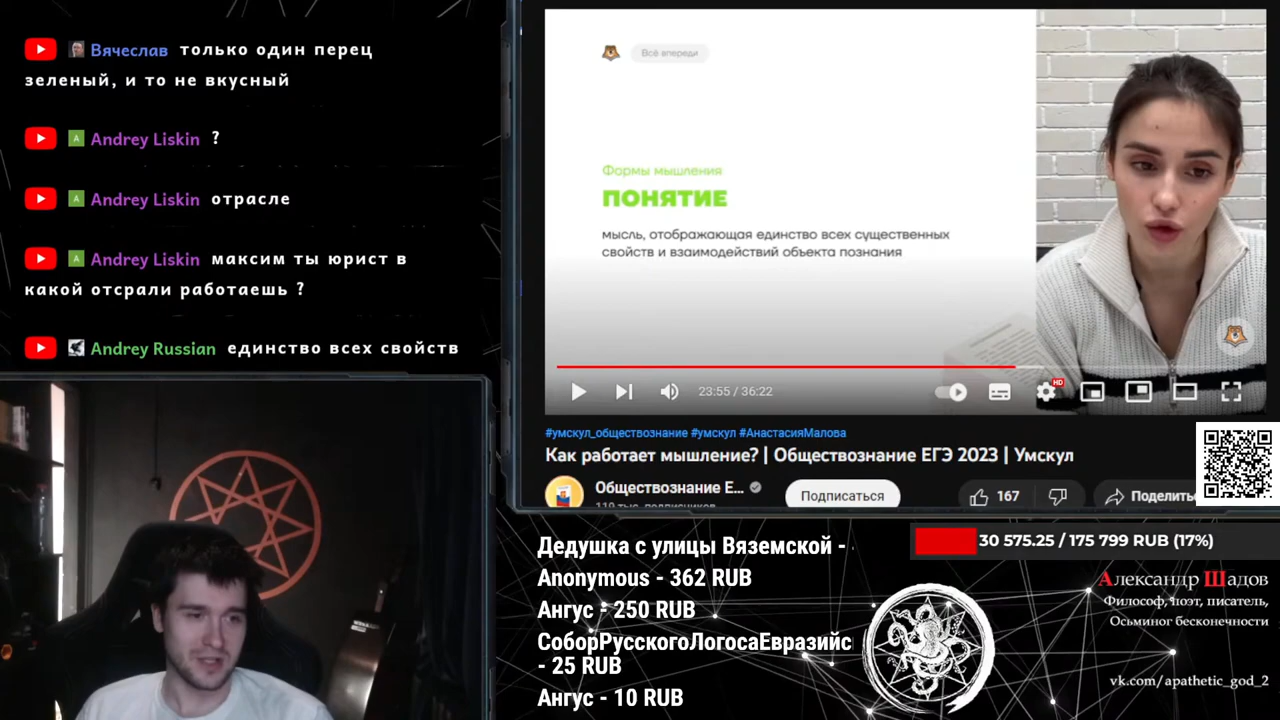 Вячеслав только один перец
зеленый, и то не вкусный
Andrey Liskin ?
Andrey Liskin отрасле
Andrey Liskin максим ты юрист в
какой отсрали работаешь ?
Andrey Russian единство всех свойств
Всё впереди
Формы мышления
ПОНЯТИЕ
мысль, отображающая единство всех существенных
свойств и взаимодействий объекта познания
23:55 / 36:22
HD
#умскул_обществознание #умскул #АнастасияМалова
Как работает мышление? | Обществознание ЕГЭ 2023 | Умскул
Обществознание Е...
Подписаться
167
Поделить
30 575.25 / 175 799 RUB (17%)
Дедушка с улицы Вяземской -
Anonymous - 362 RUB
Ангус - 250 RUB
СоборРусскогоЛогосаЕвразийс
- 25 RUB
Ангус - 10 RUB
Александр Шадов
Философ, поэт, писатель,
Осьминог бесконечности
vk.com/apathetic_god_2